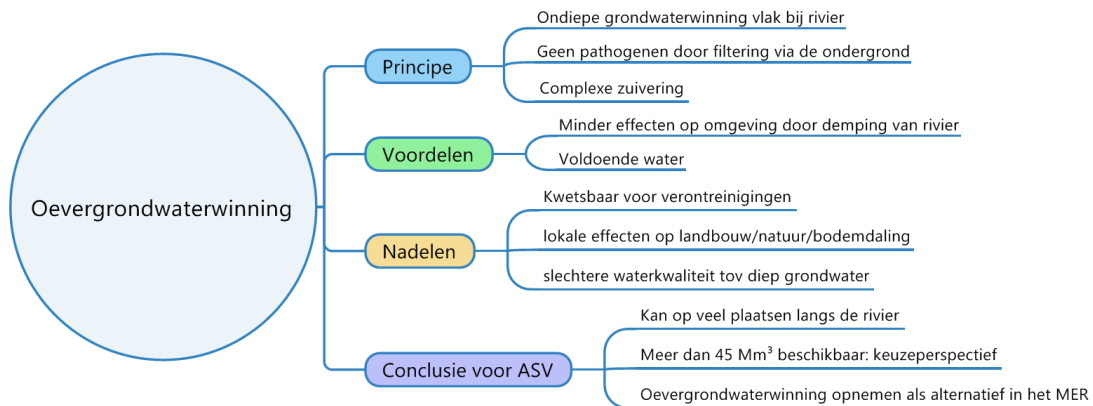 Oevergrondwaterwinning
Principe
Ondiepe grondwaterwinning vlak bij rivier
Geen pathogenen door filtering via de ondergrond
Complexe zuivering
Voordelen
Minder effecten op omgeving door demping van rivier
Voldoende water
Nadelen
Kwetsbaar voor verontreinigingen
lokale effecten op landbouw/natuur/bodemdaling
slechtere waterkwaliteit tov diep grondwater
Conclusie voor ASV
Kan op veel plaatsen langs de rivier
Meer dan 45 Mm³ beschikbaar: keuzeperspectief
Oevergrondwaterwinning opnemen als alternatief in het MER